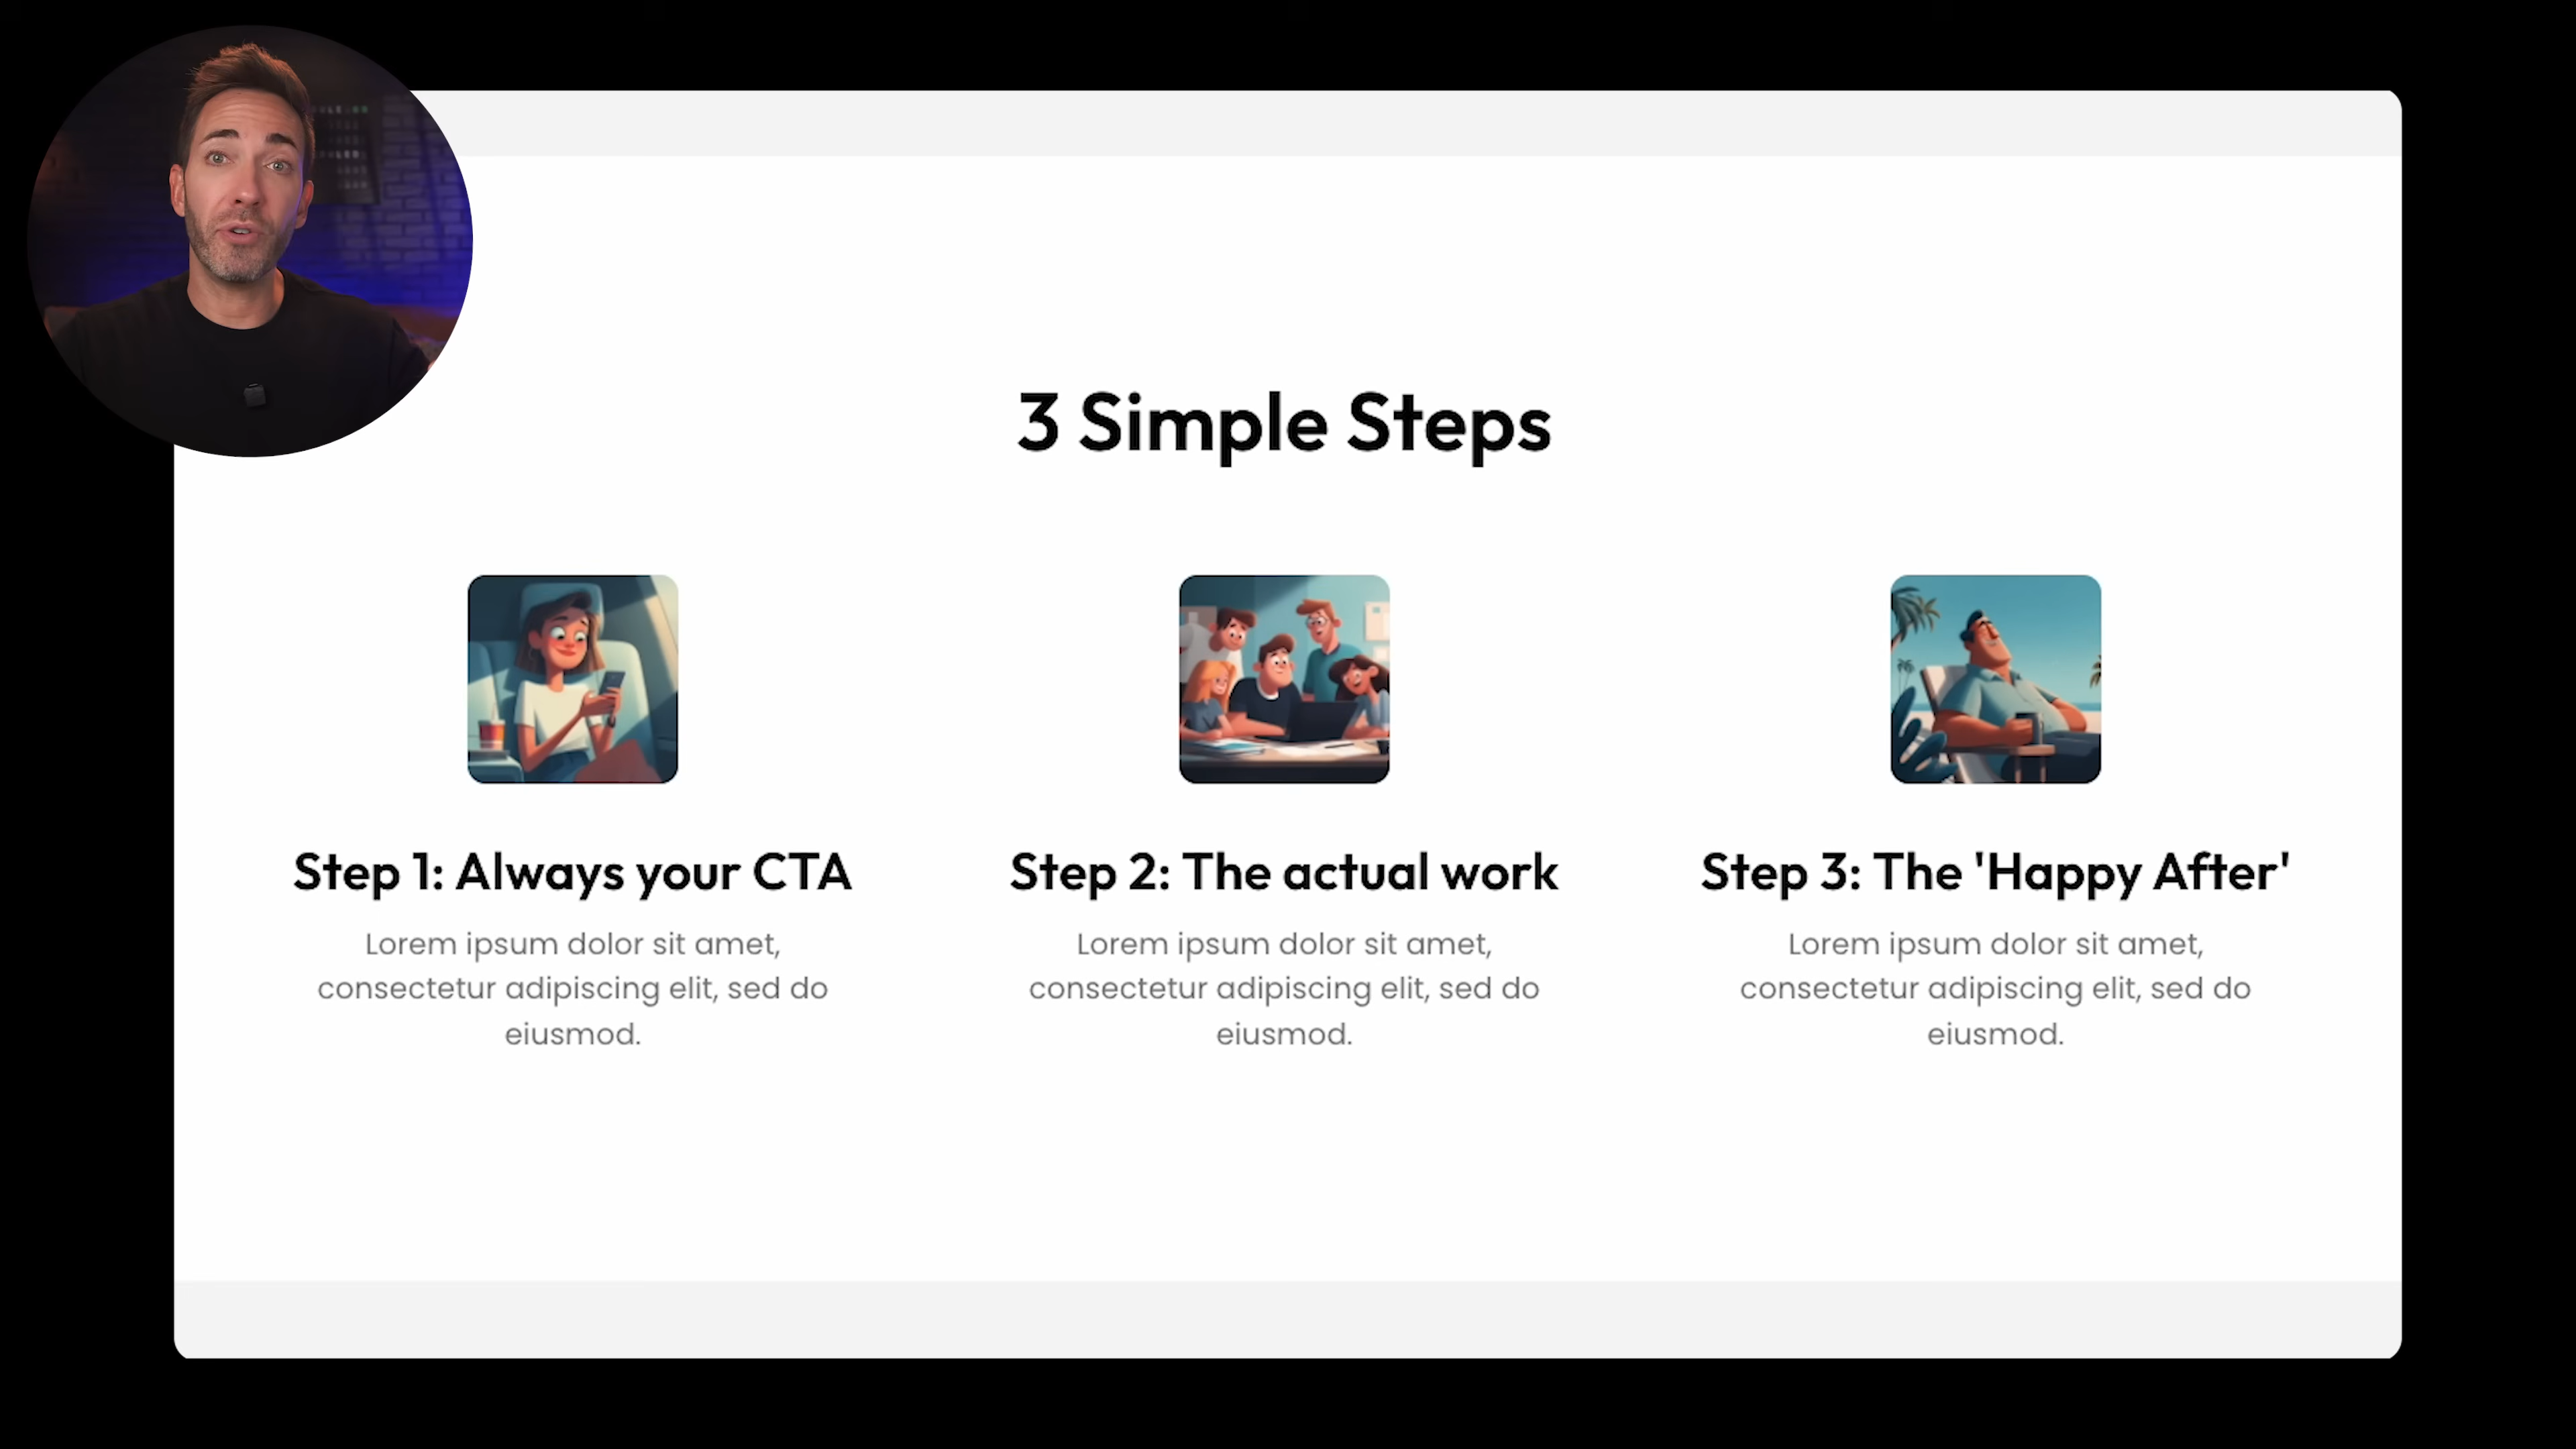 3 Simple Steps
Step 1: Always your CTA
Lorem ipsum dolor sit amet,
consectetur adipiscing elit, sed do
eiusmod.
Step 2: The actual work
Lorem ipsum dolor sit amet,
consectetur adipiscing elit, sed do
eiusmod.
Step 3: The 'Happy After'
Lorem ipsum dolor sit amet,
consectetur adipiscing elit, sed do
eiusmod.